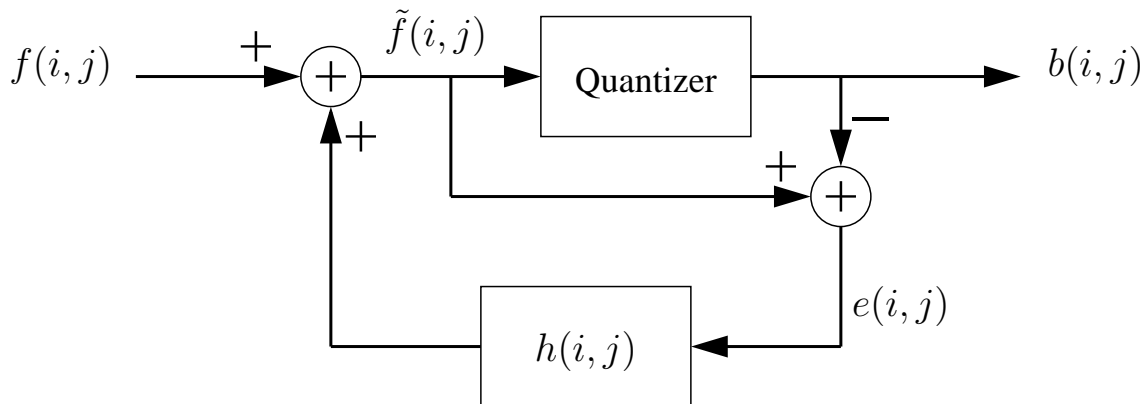 f(i, j)
+
+
f̃(i, j)
Quantizer
b(i, j)
+
−
+
+
e(i, j)
h(i, j)